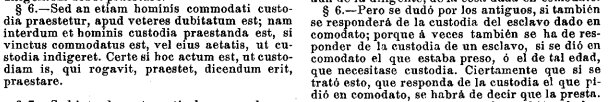 § 6.—Sed an etiam hominis commodati custo-
dia praestetur, apud veteres dubitatum est; nam
interdum et hominis custodia praestanda est, si
vinctus commodatus est, vel eius aetatis, ut cu-
stodia indigeret. Certe si hoc actum est, ut custo-
diam is, qui rogavit, praestet, dicendum erit,
praestare.
§ 6.—Pero se dudó por los antiguos, si también
se responderá de la custodia del esclavo dado en
comodato; porque á veces también se ha de res-
ponder de la custodia de un esclavo, si se dió en
comodato el que estaba preso, ó el de tal edad,
que necesitase custodia. Ciertamente que si se
trató esto, que responda de la custodia el que pi-
dió en comodato, se habrá de decir que la presta.